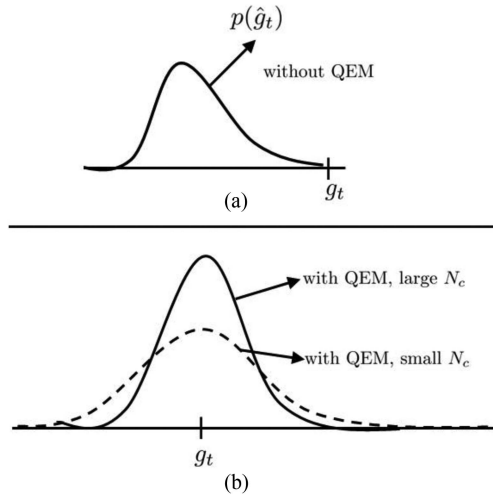 p(ĝ_t)
without QEM
g_t
(a)
with QEM, large N_c
with QEM, small N_c
g_t
(b)